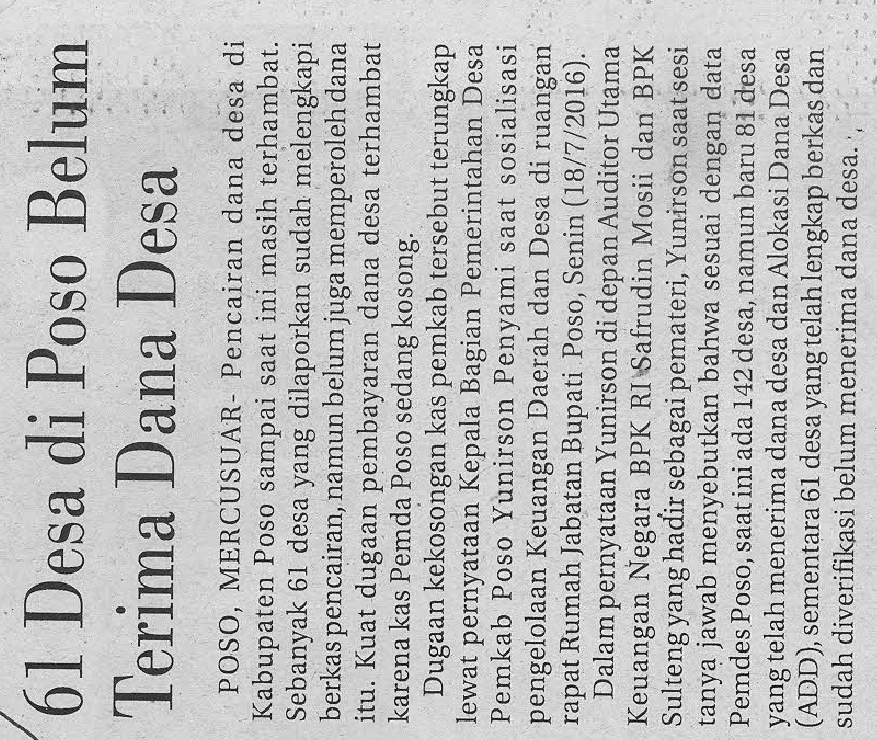 61 Desa di Poso Belum
Terima Dana Desa
POSO, MERCUSUAR- Pencairan dana desa di
Kabupaten Poso sampai saat ini masih terhambat.
Sebanyak 61 desa yang dilaporkan sudah melengkapi
berkas pencairan, namun belum juga memperoleh dana
itu. Kuat dugaan pembayaran dana desa terhambat
karena kas Pemda Poso sedang kosong.
Dugaan kekosongan kas pemkab tersebut terungkap
lewat pernyataan Kepala Bagian Pemerintahan Desa
Pemkab Poso Yunirson Penyami saat sosialisasi
pengelolaan Keuangan Daerah dan Desa di ruangan
rapat Rumah Jabatan Bupati Poso, Senin (18/7/2016).
Dalam pernyataan Yunirson di depan Auditor Utama
Keuangan Negara BPK RI Safrudin Mosii dan BPK
Sulteng yang hadir sebagai pemateri, Yunirson saat sesi
tanya jawab menyebutkan bahwa sesuai dengan data
Pemdes Poso, saat ini ada 142 desa, namun baru 81 desa
yang telah menerima dana desa dan Alokasi Dana Desa
(ADD), sementara 61 desa yang telah lengkap berkas dan
sudah diverifikasi belum menerima dana desa.